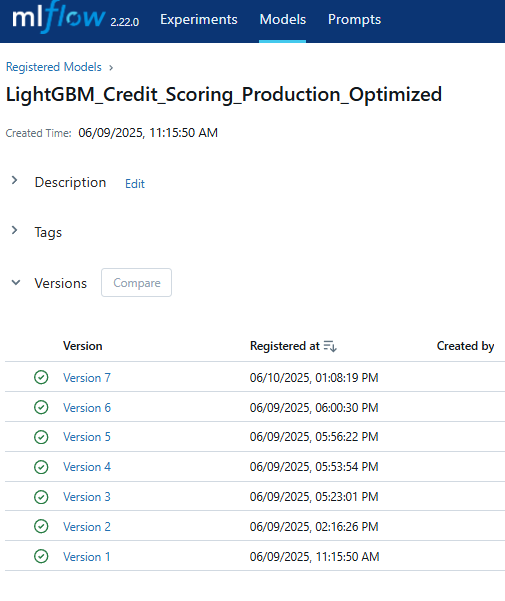 mlflow 2.22.0 Experiments Models Prompts
Registered Models ›
LightGBM_Credit_Scoring_Production_Optimized
Created Time: 06/09/2025, 11:15:50 AM
Description Edit
Tags
Versions Compare
Version Registered at Created by
Version 7 06/10/2025, 01:08:19 PM
Version 6 06/09/2025, 06:00:30 PM
Version 5 06/09/2025, 05:56:22 PM
Version 4 06/09/2025, 05:53:54 PM
Version 3 06/09/2025, 05:23:01 PM
Version 2 06/09/2025, 02:16:26 PM
Version 1 06/09/2025, 11:15:50 AM